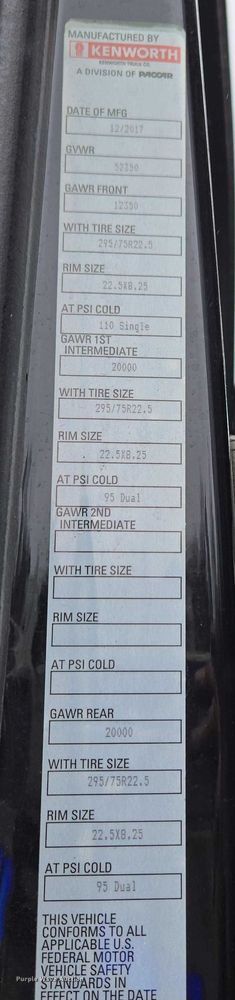 MANUFACTURED BY
KENWORTH
KENWORTH TRUCK CO.
A DIVISION OF PACCAR
DATE OF MFG
12/2017
GVWR
52350
GAWR FRONT
12350
WITH TIRE SIZE
295/75R22.5
RIM SIZE
22.5X8.25
AT PSI COLD
110 Single
GAWR 1ST
INTERMEDIATE
20000
WITH TIRE SIZE
295/75R22.5
RIM SIZE
22.5X8.25
AT PSI COLD
95 Dual
GAWR 2ND
INTERMEDIATE
WITH TIRE SIZE
RIM SIZE
AT PSI COLD
GAWR REAR
20000
WITH TIRE SIZE
295/75R22.5
RIM SIZE
22.5X8.25
AT PSI COLD
95 Dual
THIS VEHICLE
CONFORMS TO ALL
APPLICABLE U.S.
FEDERAL MOTOR
VEHICLE SAFETY
STANDARDS IN
EFFECT ON THE DATE